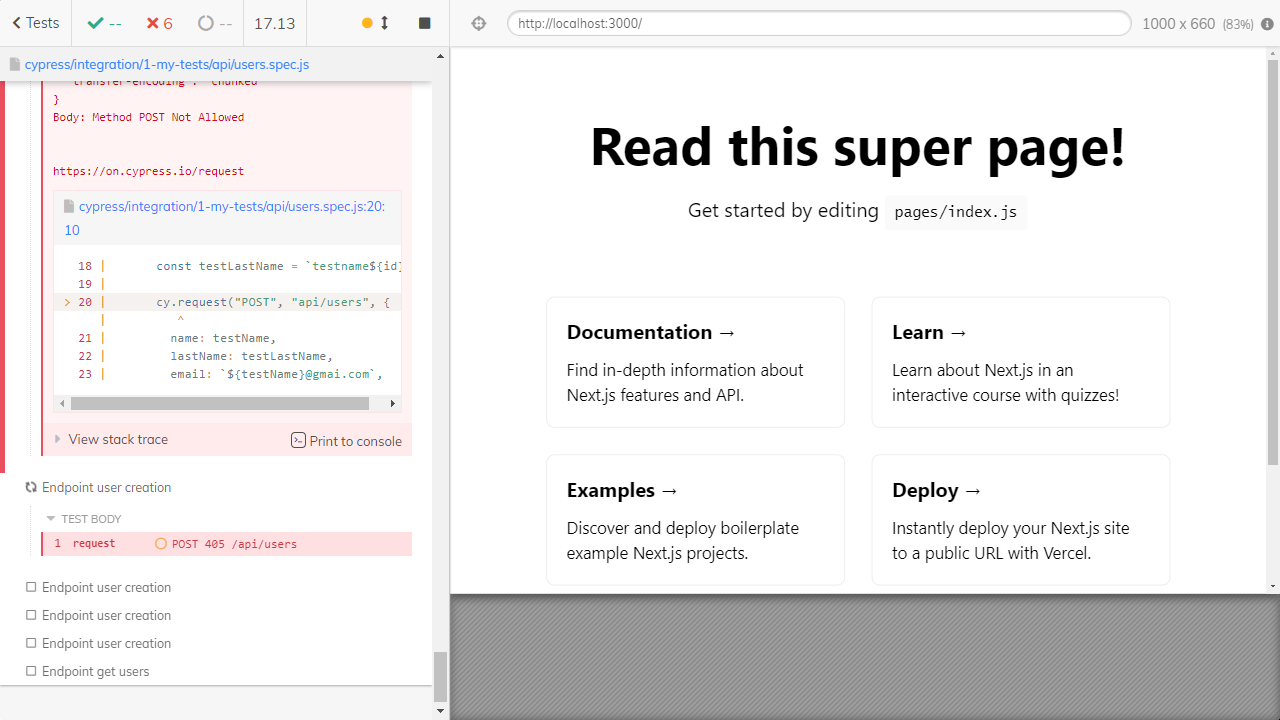 Tests
--
6
--
17.13
http://localhost:3000/
1000 x 660 (83%)
cypress/integration/1-my-tests/api/users.spec.js
"transfer-encoding": "chunked"
}
Body: Method POST Not Allowed
https://on.cypress.io/request
cypress/integration/1-my-tests/api/users.spec.js:20:
10
18 | const testLastName = `testname${id}
19 |
> 20 | cy.request("POST", "api/users", {
| ^
21 | name: testName,
22 | lastName: testLastName,
23 | email: `${testName}@gmai.com`,
View stack trace
Print to console
Endpoint user creation
TEST BODY
1 request POST 405 /api/users
Endpoint user creation
Endpoint user creation
Endpoint user creation
Endpoint get users
Read this super page!
Get started by editing pages/index.js
Documentation →
Find in-depth information about
Next.js features and API.
Learn →
Learn about Next.js in an
interactive course with quizzes!
Examples →
Discover and deploy boilerplate
example Next.js projects.
Deploy →
Instantly deploy your Next.js site
to a public URL with Vercel.